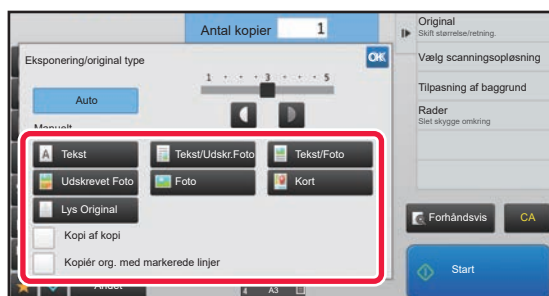 Antal kopier 1
Eksponering/original type
OK
1 3 5
Auto
Manuelt
A Tekst
Tekst/Udskr.Foto
Tekst/Foto
Udskrevet Foto
Foto
Kort
Lys Original
Kopi af kopi
Kopiér org. med markerede linjer
Andet
4 A3
Original
Skift størrelse/retning.
Vælg scanningsopløsning
Tilpasning af baggrund
Rader
Slet skygge omkring
Forhåndsvis
CA
Start